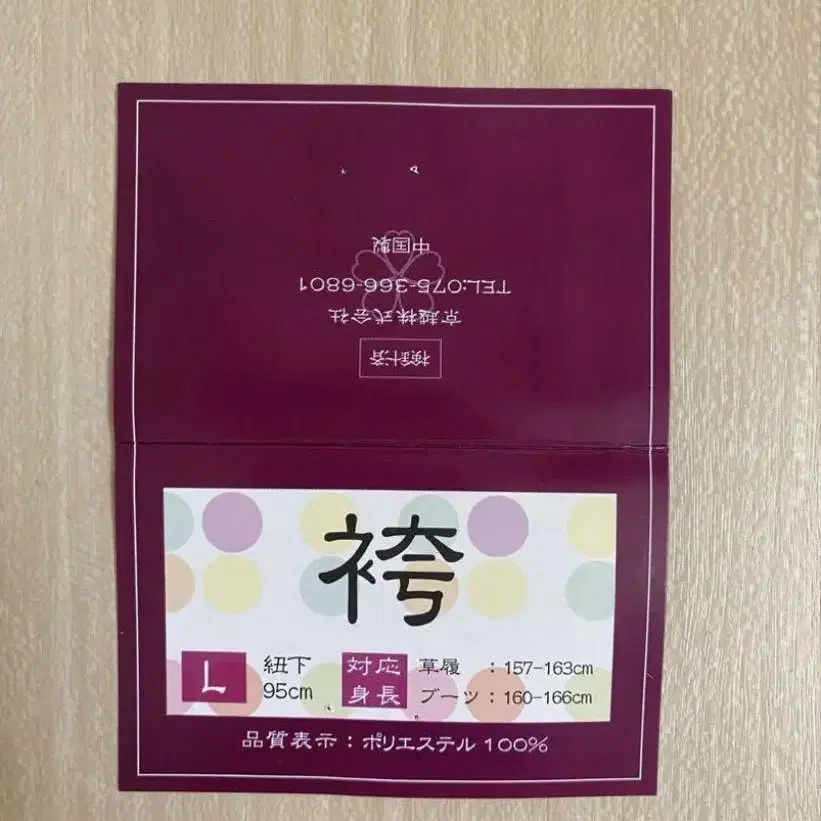 中国製
TEL:075-366-6801
京越株式会社
検針済
袴
L 紐下 対応 草履 : 157-163cm
95cm 身長 ブーツ : 160-166cm
品質表示 : ポリエステル 100%